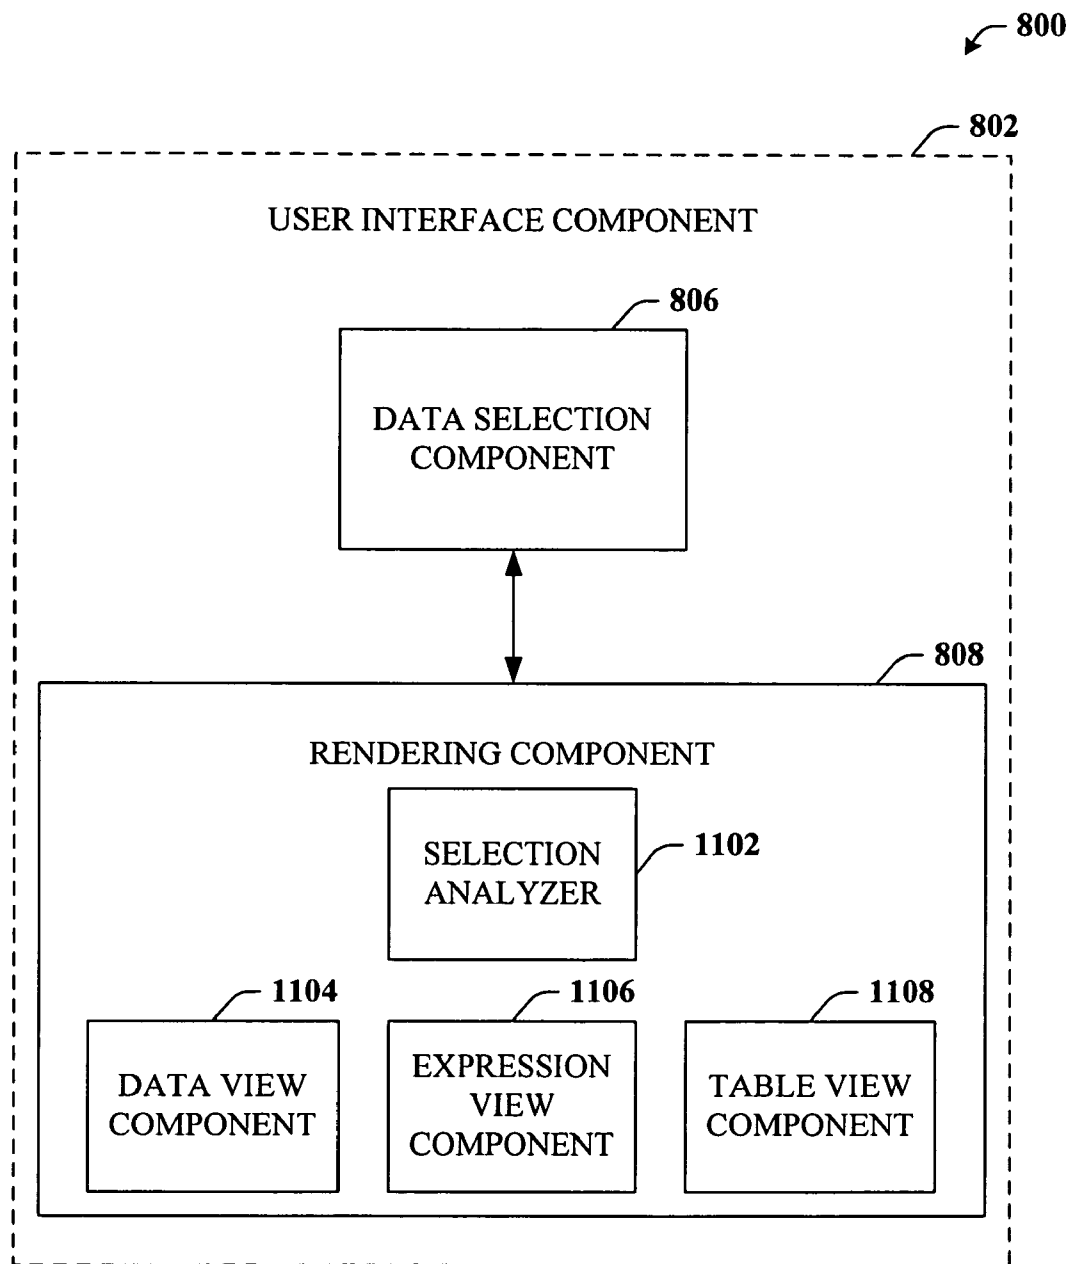 800
802
USER INTERFACE COMPONENT
806
DATA SELECTION
COMPONENT
808
RENDERING COMPONENT
SELECTION
ANALYZER
1102
1104
DATA VIEW
COMPONENT
1106
EXPRESSION
VIEW
COMPONENT
1108
TABLE VIEW
COMPONENT